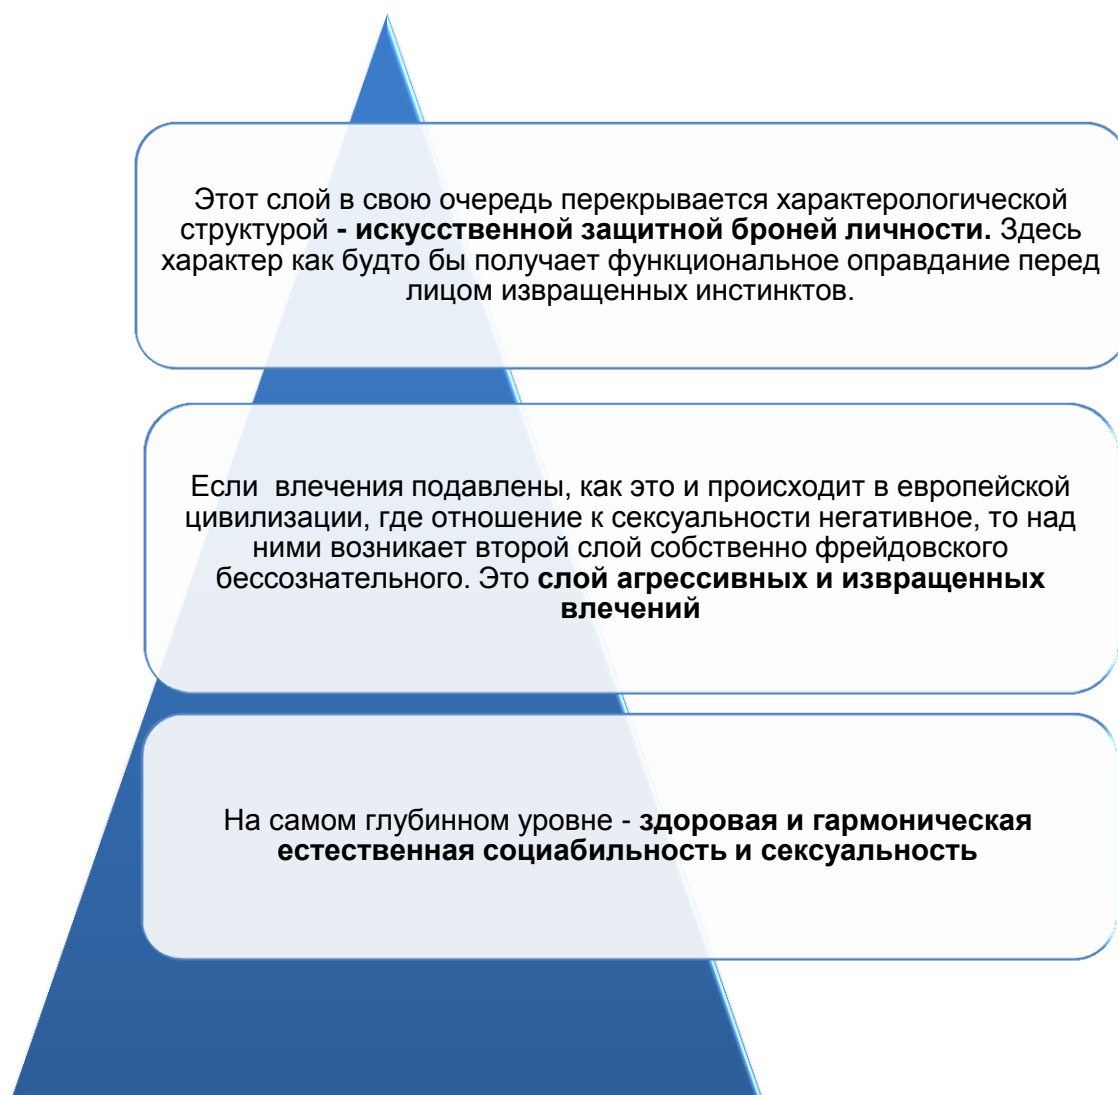 Этот слой в свою очередь перекрывается характерологической
структурой - искусственной защитной броней личности. Здесь
характер как будто бы получает функциональное оправдание перед
лицом извращенных инстинктов.
Если  влечения подавлены, как это и происходит в европейской
цивилизации, где отношение к сексуальности негативное, то над
ними возникает второй слой собственно фрейдовского
бессознательного. Это слой агрессивных и извращенных
влечений
На самом глубинном уровне - здоровая и гармоническая
естественная социабильность и сексуальность